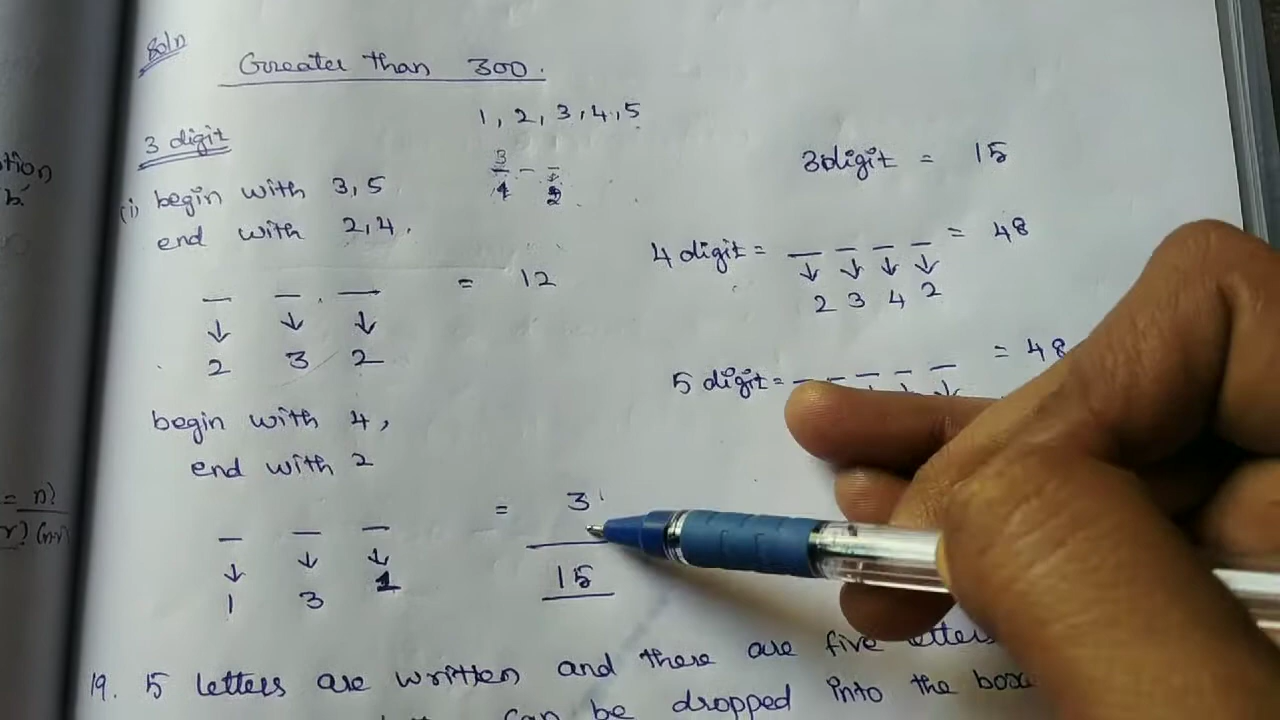 Soln
Greater than 300.
1, 2, 3, 4, 5
3 digit
(i) begin with 3, 5
end with 2, 4.
= 12
2 3 2
begin with 4,
end with 2
= 3
1 3 1
15
3digit = 15
4 digit = = 48
2 3 4 2
5 digit = = 48
19. 5 letters are written and there are five letters
can be dropped into the boxe
= n!